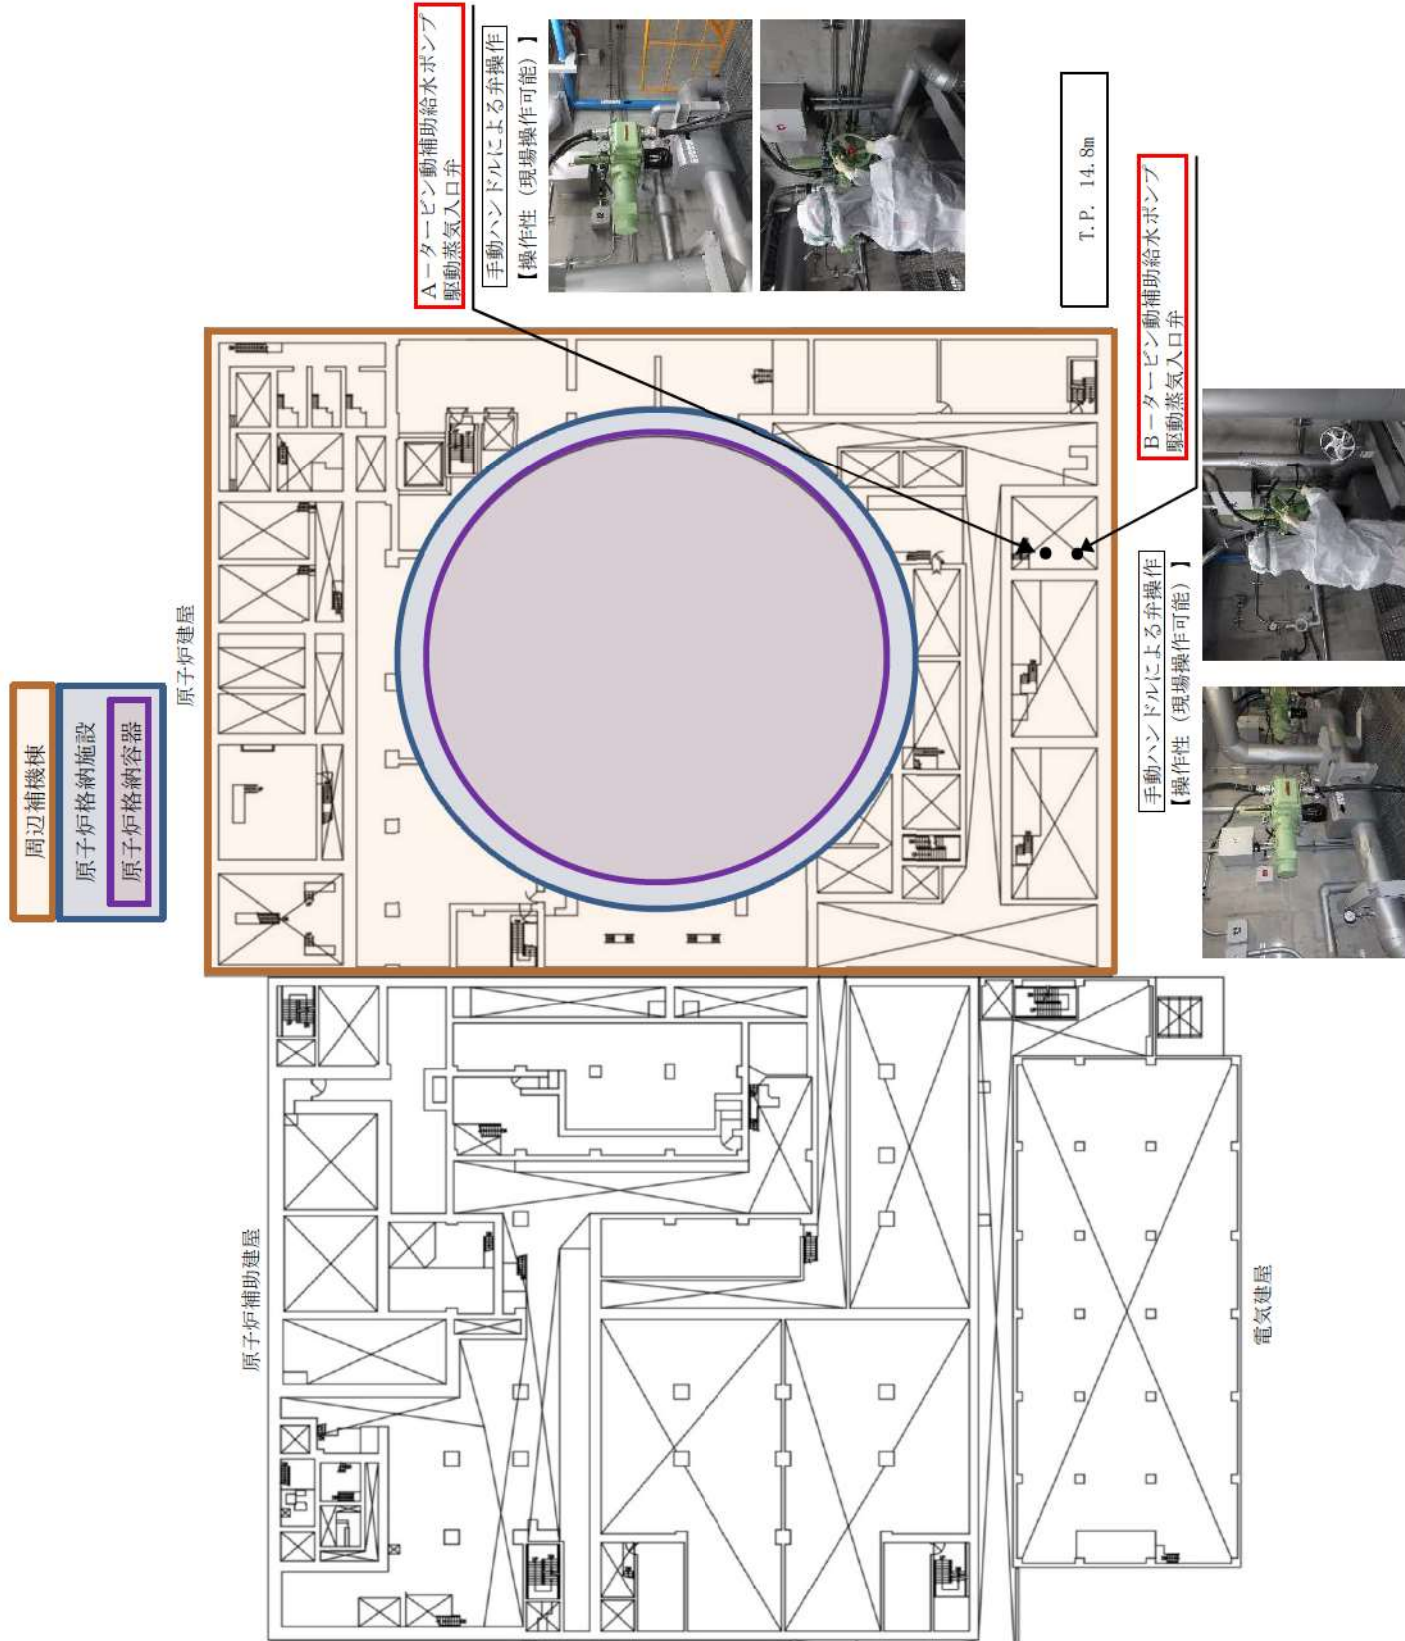 周辺補機棟
原子炉格納施設
原子炉格納容器
原子炉建屋
原子炉補助建屋
電気建屋
Aータービン動補助給水ポンプ
駆動蒸気入口弁
手動ハンドルによる弁操作
【操作性（現場操作可能）】
T.P. 14.8m
Bータービン動補助給水ポンプ
駆動蒸気入口弁
手動ハンドルによる弁操作
【操作性（現場操作可能）】